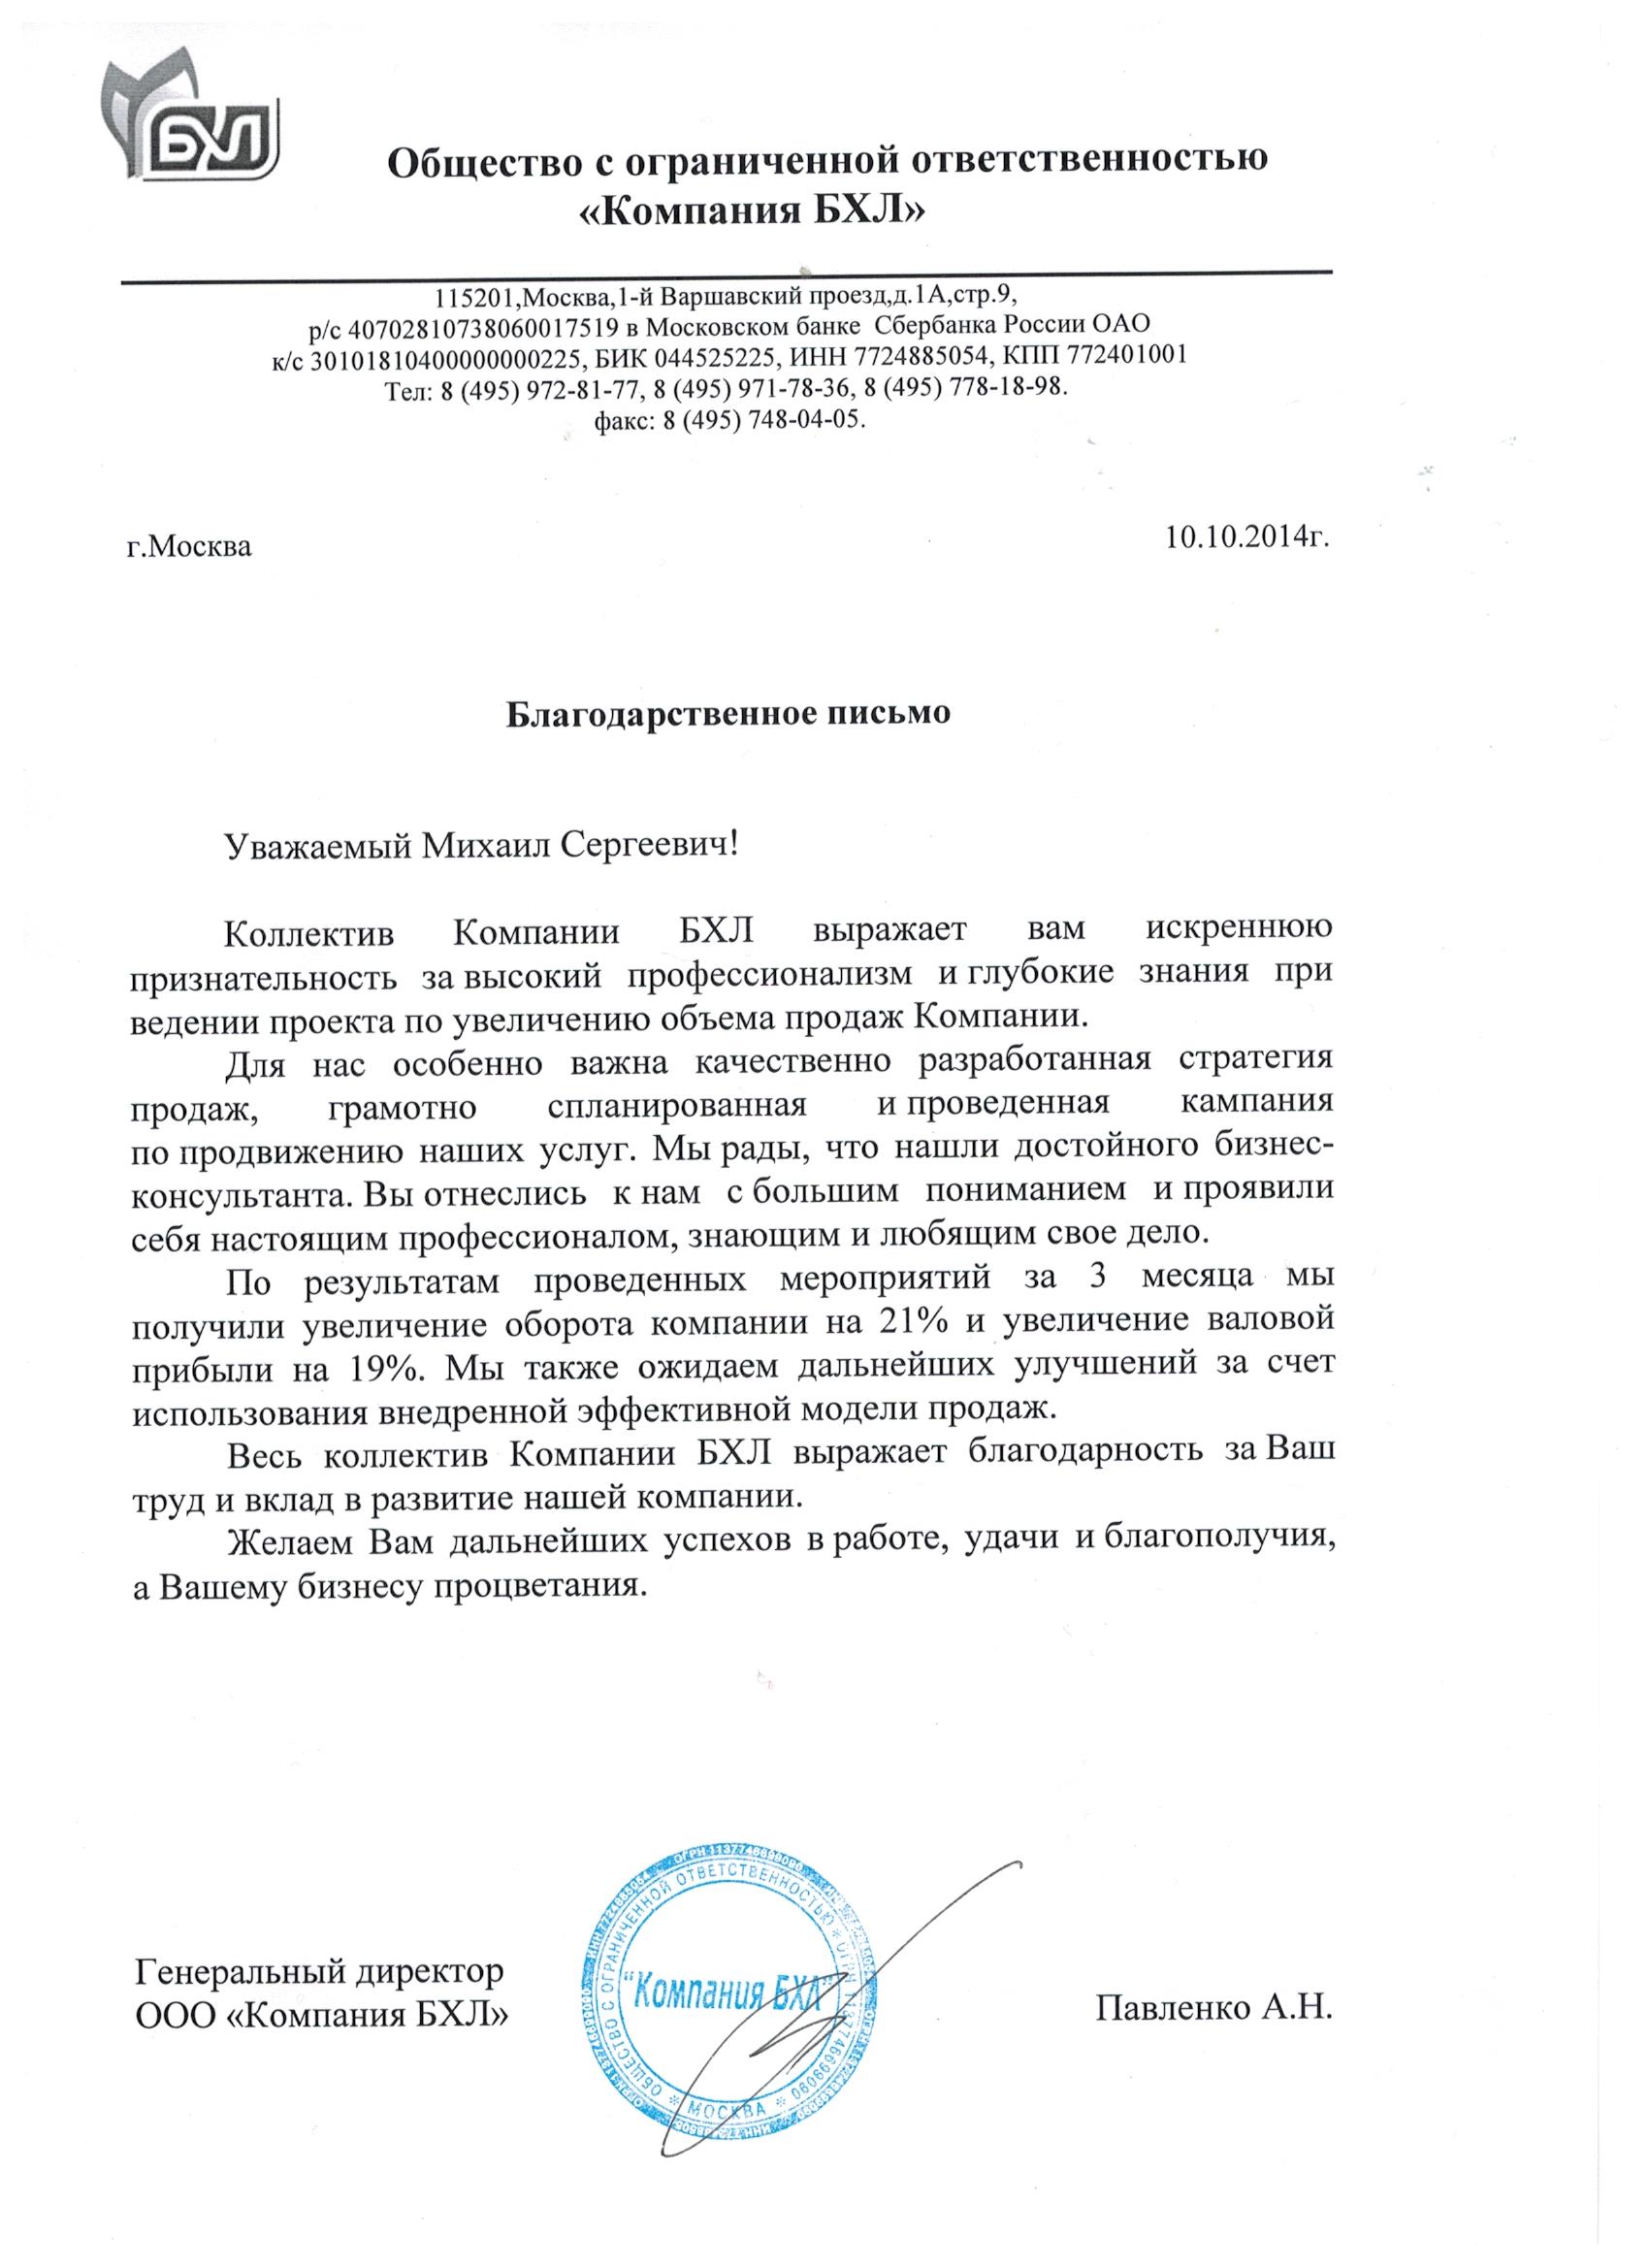 БХЛ
Общество с ограниченной ответственностью
«Компания БХЛ»
115201,Москва,1-й Варшавский проезд,д.1А,стр.9,
р/с 40702810738060017519 в Московском банке Сбербанка России ОАО
к/с 30101810400000000225, БИК 044525225, ИНН 7724885054, КПП 772401001
Тел: 8 (495) 972-81-77, 8 (495) 971-78-36, 8 (495) 778-18-98.
факс: 8 (495) 748-04-05.
г.Москва
10.10.2014г.
Благодарственное письмо
Уважаемый Михаил Сергеевич!
Коллектив Компании БХЛ выражает вам искреннюю
признательность за высокий профессионализм и глубокие знания при
ведении проекта по увеличению объема продаж Компании.
Для нас особенно важна качественно разработанная стратегия
продаж, грамотно спланированная и проведенная кампания
по продвижению наших услуг. Мы рады, что нашли достойного бизнес-
консультанта. Вы отнеслись к нам с большим пониманием и проявили
себя настоящим профессионалом, знающим и любящим свое дело.
По результатам проведенных мероприятий за 3 месяца мы
получили увеличение оборота компании на 21% и увеличение валовой
прибыли на 19%. Мы также ожидаем дальнейших улучшений за счет
использования внедренной эффективной модели продаж.
Весь коллектив Компании БХЛ выражает благодарность за Ваш
труд и вклад в развитие нашей компании.
Желаем Вам дальнейших успехов в работе, удачи и благополучия,
а Вашему бизнесу процветания.
ОБЩЕСТВО С ОГРАНИЧЕННОЙ ОТВЕТСТВЕННОСТЬЮ * ОГРН
* МОСКВА *
"Компания БХЛ"
Генеральный директор
ООО «Компания БХЛ»
Павленко А.Н.